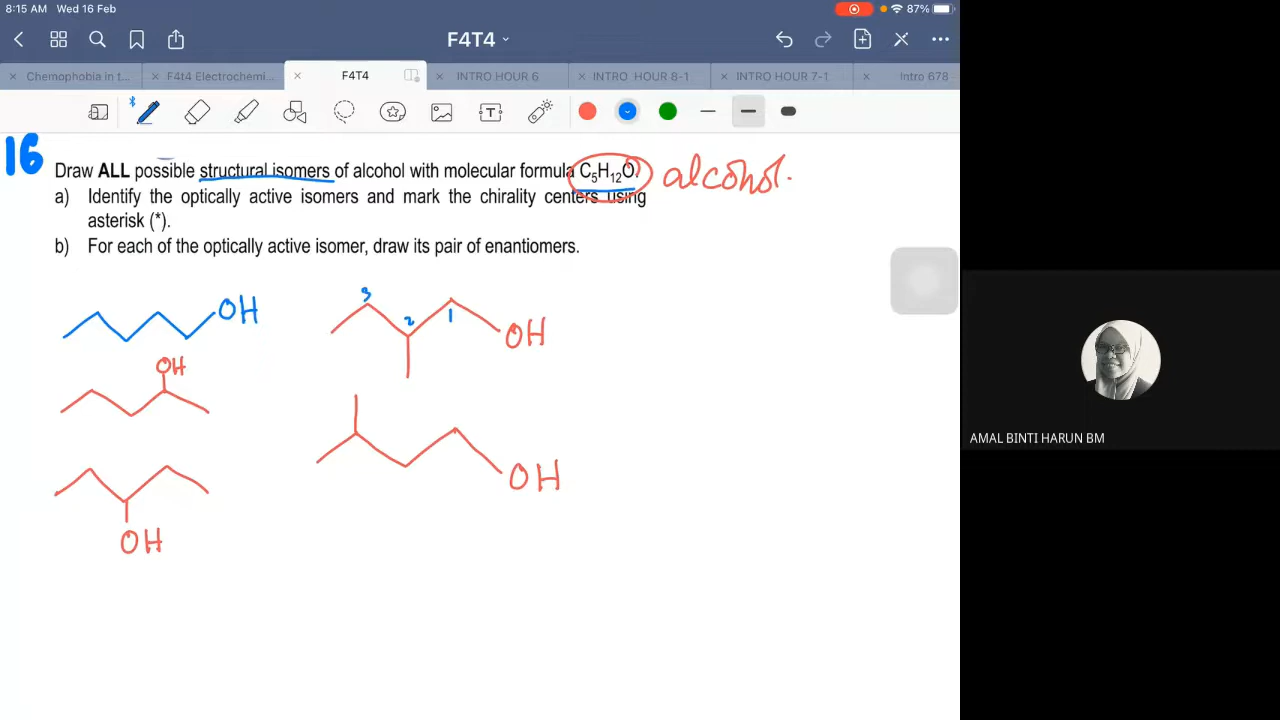 8:15 AM Wed 16 Feb
87%
F4T4
Chemophobia in t...
F4t4 Electrochemi...
F4T4
INTRO HOUR 6
INTRO HOUR 8-1
INTRO HOUR 7-1
Intro 678
16
Draw ALL possible structural isomers of alcohol with molecular formula C₅H₁₂O. alcohol.
a) Identify the optically active isomers and mark the chirality centers using
asterisk (*).
b) For each of the optically active isomer, draw its pair of enantiomers.
OH
3
2
1
OH
OH
OH
OH
AMAL BINTI HARUN BM